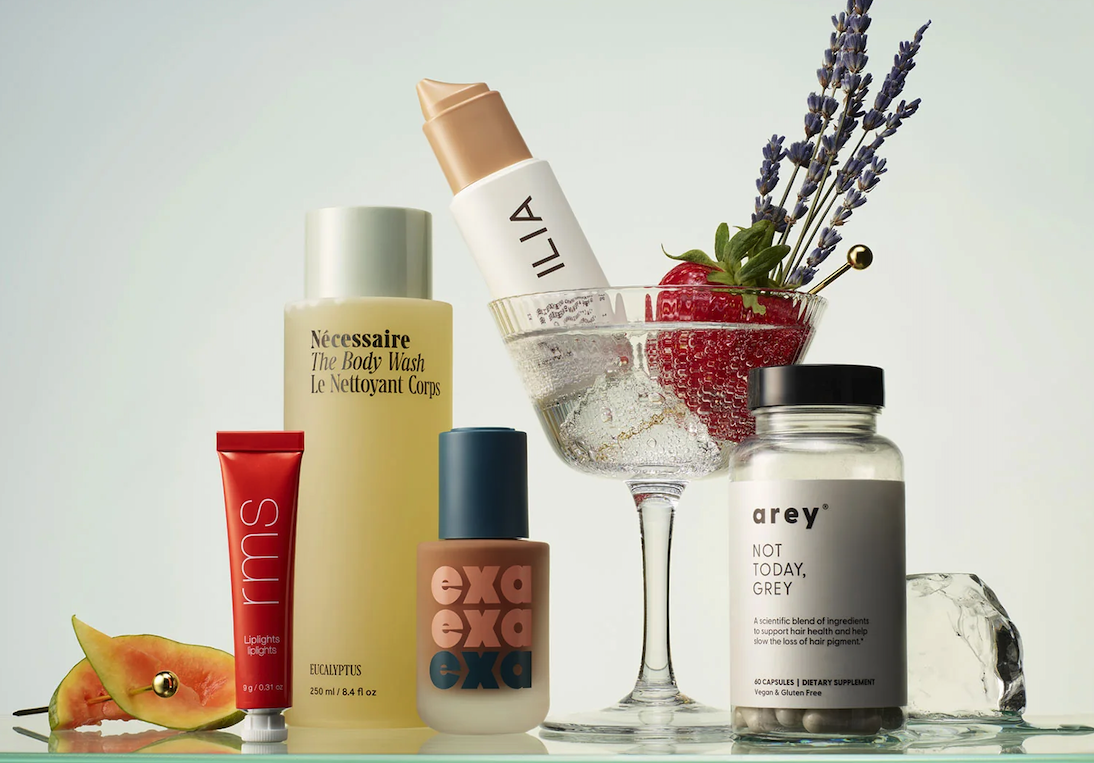 rms
Liplights
liplights
9 g / 0.31 oz
Nécessaire
The Body Wash
Le Nettoyant Corps
EUCALYPTUS
250 ml / 8.4 fl oz
exa
exa
exa
ILIA
arey®
NOT
TODAY,
GREY
A scientific blend of ingredients
to support hair health and help
slow the loss of hair pigment.*
60 CAPSULES | DIETARY SUPPLEMENT
Vegan & Gluten Free